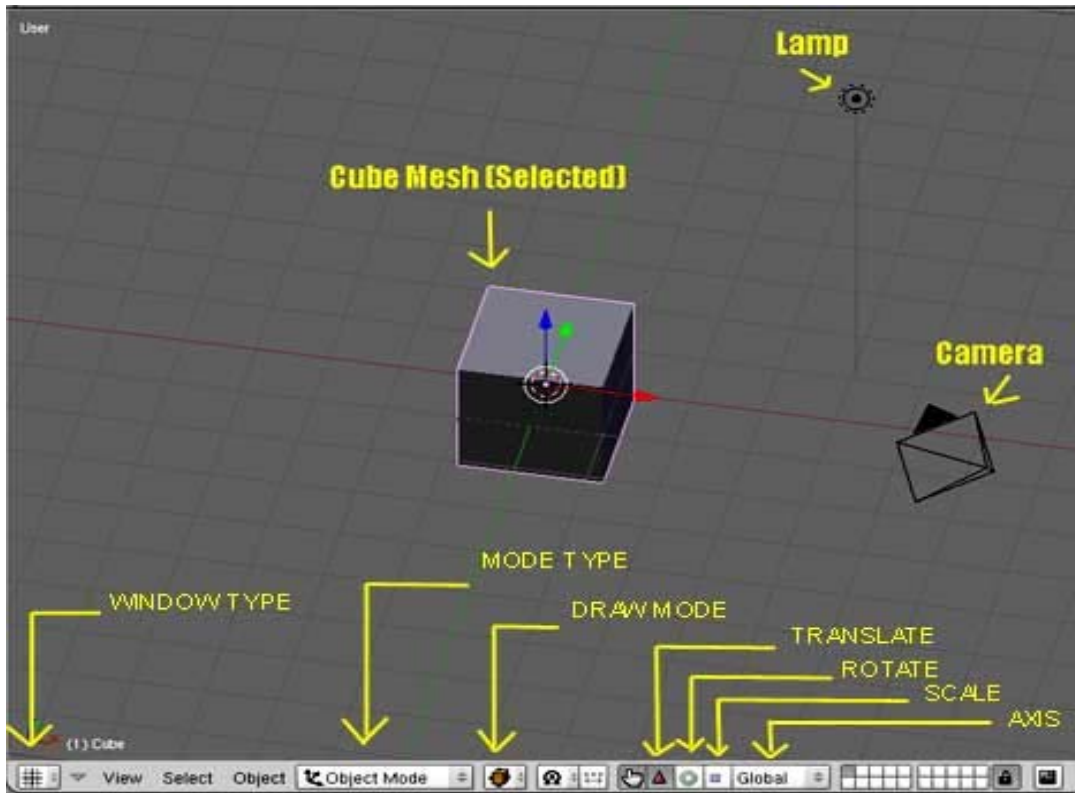 User
Lamp
Cube Mesh (Selected)
Camera
MODE TYPE
WINDOW TYPE
DRAW MODE
TRANSLATE
ROTATE
SCALE
AXIS
(1) Cube
View Select Object Object Mode Global